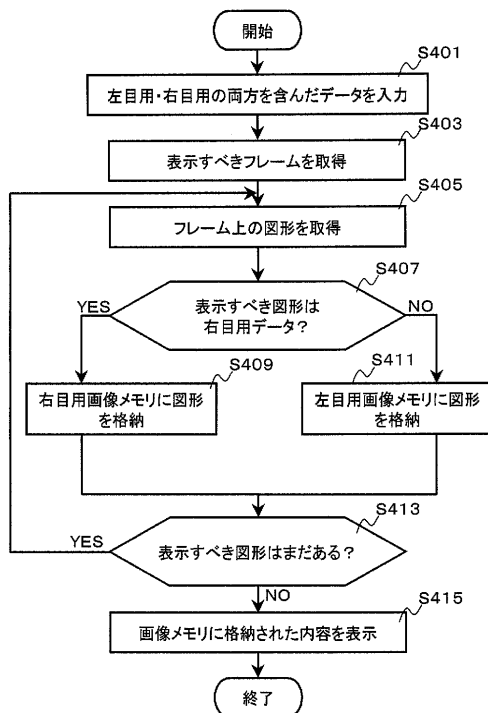 開始
S401
左目用・右目用の両方を含んだデータを入力
S403
表示すべきフレームを取得
S405
フレーム上の図形を取得
S407
表示すべき図形は
右目用データ?
YES
NO
S409
右目用画像メモリに図形
を格納
S411
左目用画像メモリに図形
を格納
S413
表示すべき図形はまだある?
YES
NO
S415
画像メモリに格納された内容を表示
終了